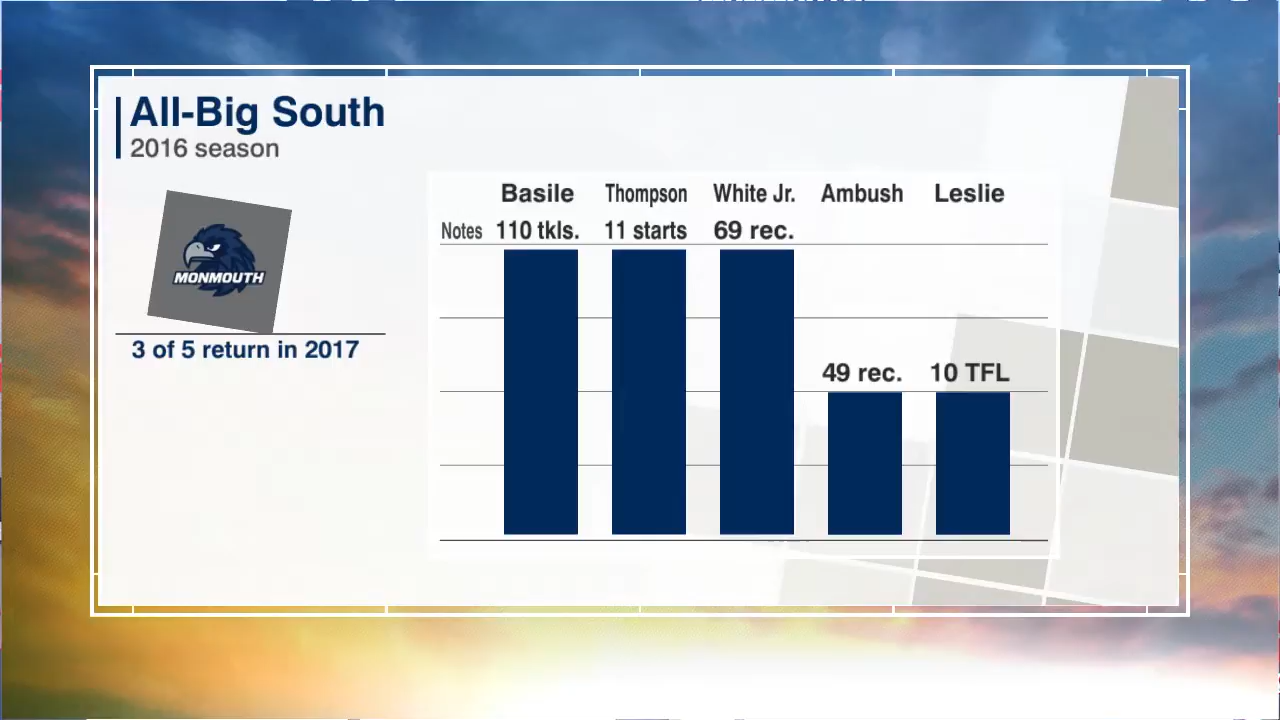 All-Big South
2016 season
MONMOUTH
3 of 5 return in 2017
Basile Thompson White Jr. Ambush Leslie
Notes 110 tkls. 11 starts 69 rec.
49 rec. 10 TFL